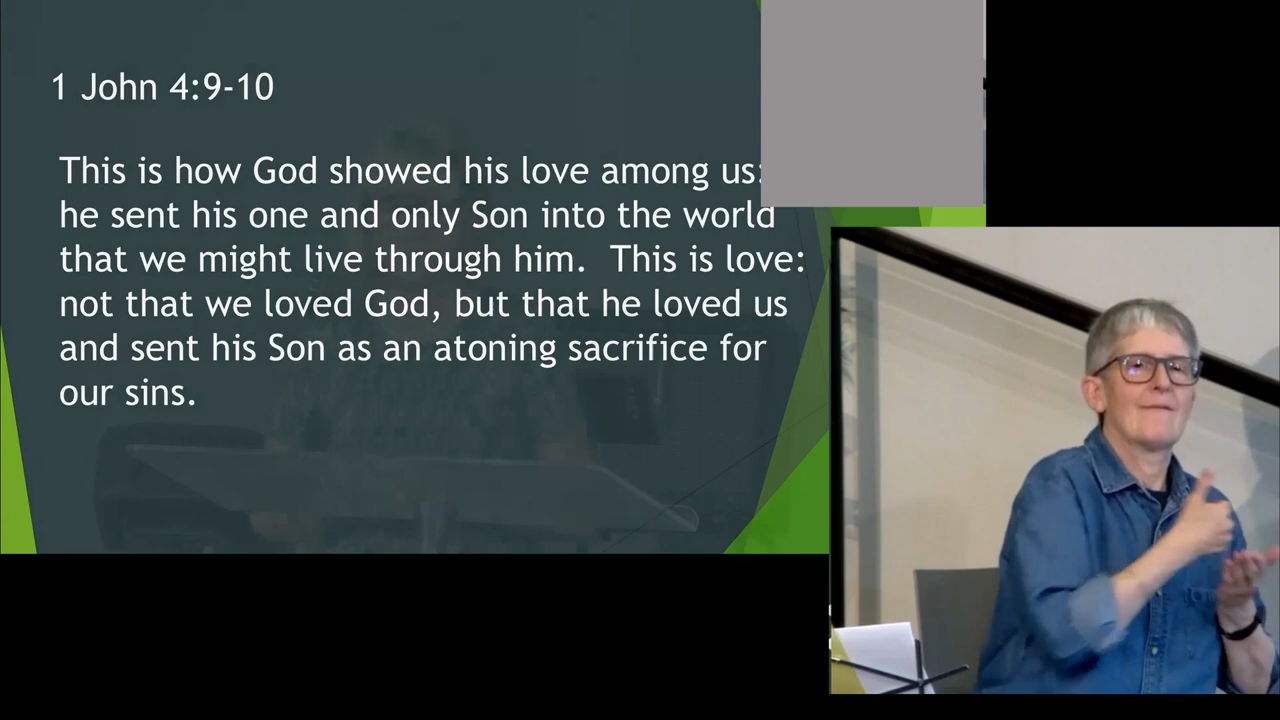 1 John 4:9-10
This is how God showed his love among us:
he sent his one and only Son into the world
that we might live through him.  This is love:
not that we loved God, but that he loved us
and sent his Son as an atoning sacrifice for
our sins.